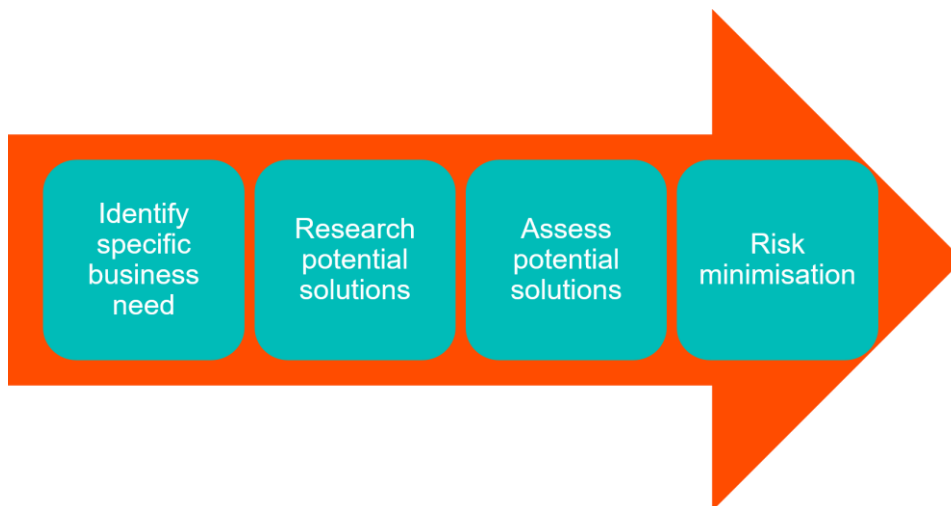 Identify
specific
business
need
Research
potential
solutions
Assess
potential
solutions
Risk
minimisation